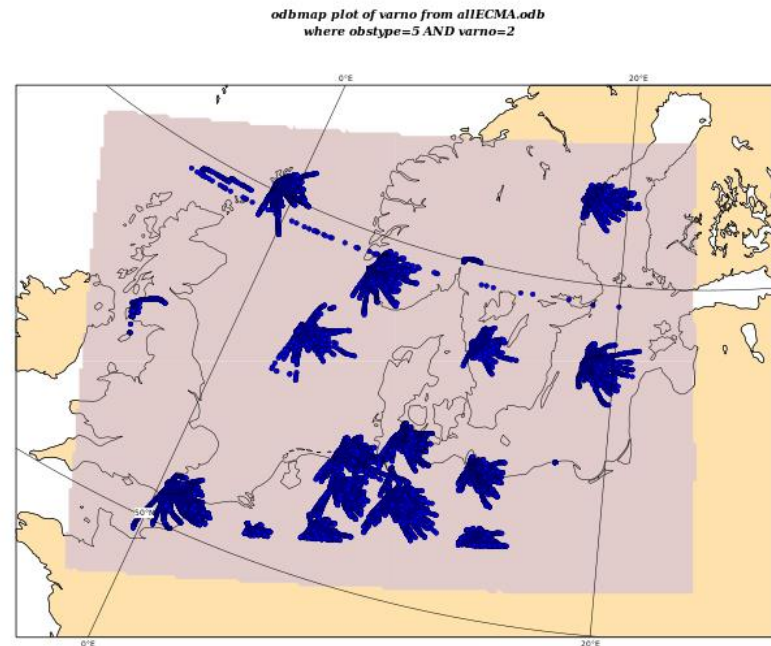 odbmap plot of varno from allECMA.odb
where obstype=5 AND varno=2
0°E
20°E
50°N
0°E
20°E